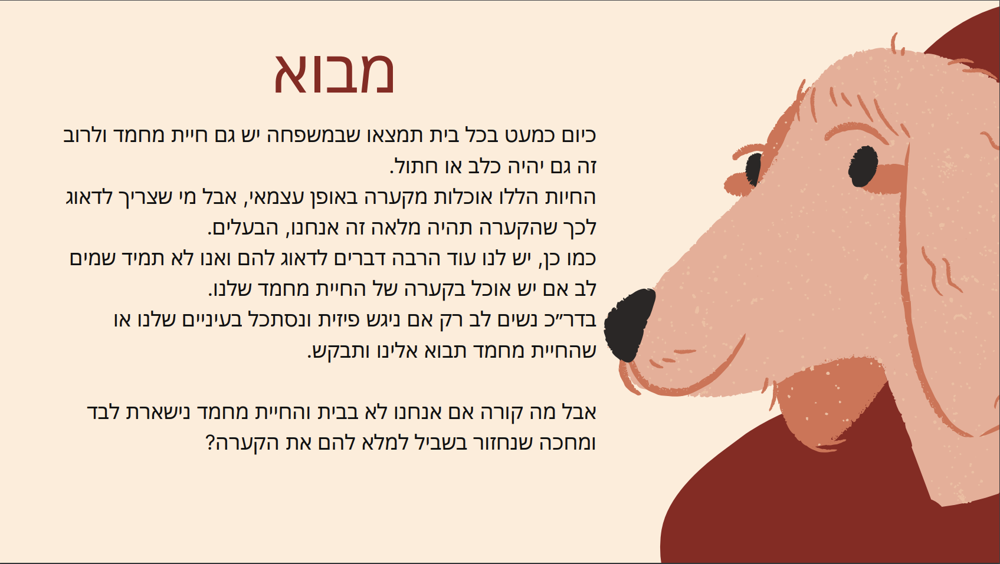 מבוא
כיום כמעט בכל בית תמצאו שבמשפחה יש גם חיית מחמד ולרוב
זה גם יהיה כלב או חתול.
החיות הללו אוכלות מקערה באופן עצמאי, אבל מי שצריך לדאוג
לכך שהקערה תהיה מלאה זה אנחנו, הבעלים.
כמו כן, יש לנו עוד הרבה דברים לדאוג להם ואנו לא תמיד שמים
לב אם יש אוכל בקערה של החיית מחמד שלנו.
בדר״כ נשים לב רק אם ניגש פיזית ונסתכל בעיניים שלנו או
שהחיית מחמד תבוא אלינו ותבקש.
אבל מה קורה אם אנחנו לא בבית והחיית מחמד נישארת לבד
ומחכה שנחזור בשביל למלא להם את הקערה?